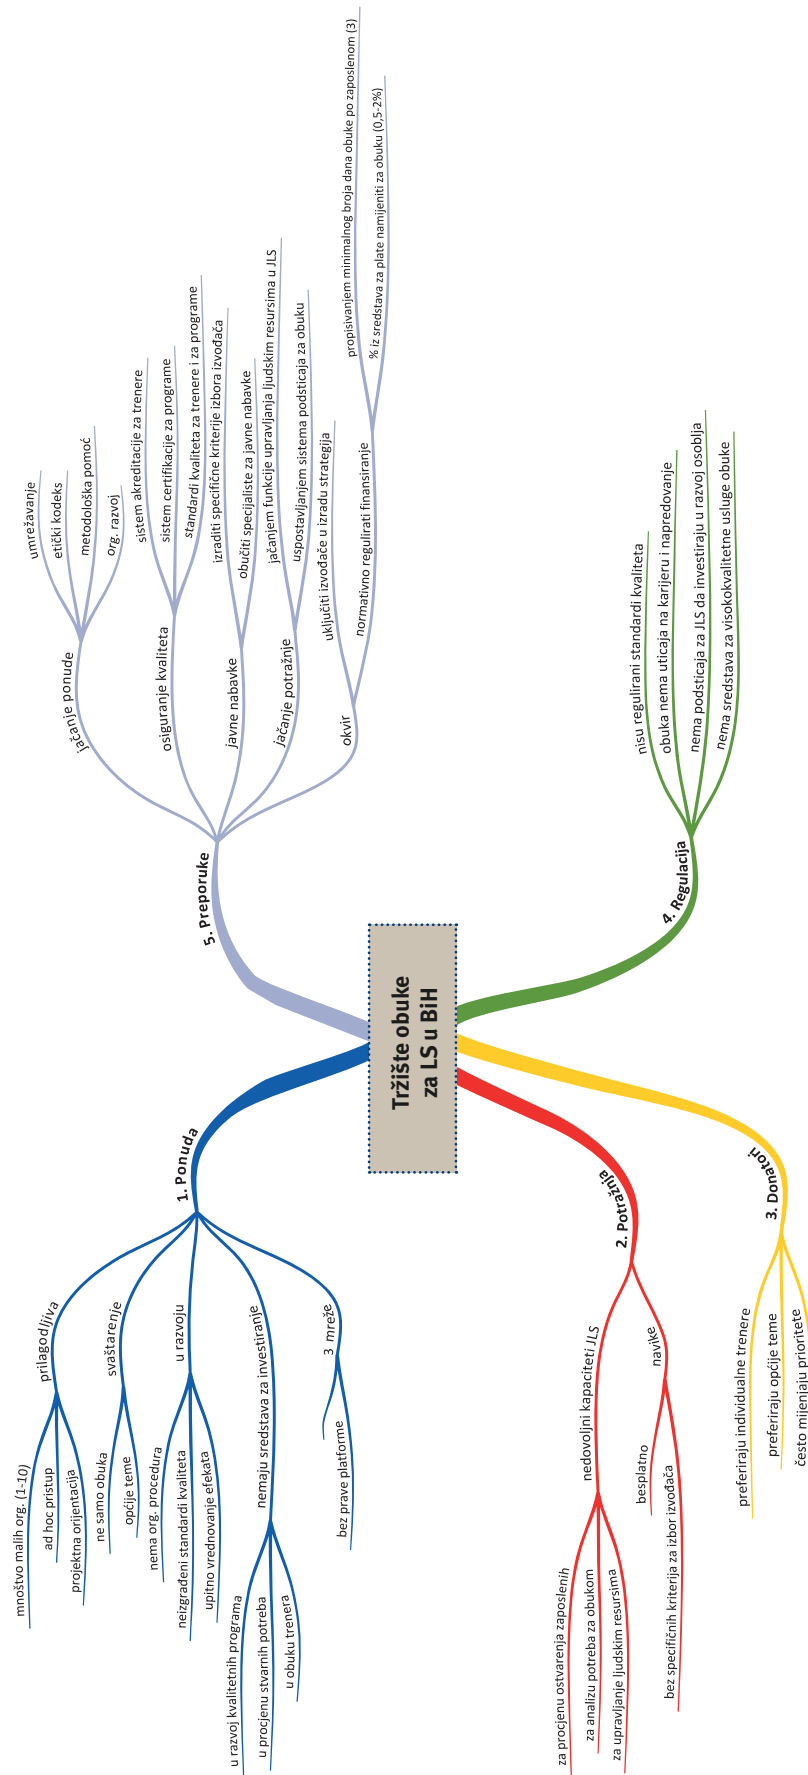 Tržište obuke
za LS u BiH
1. Ponuda
prilagodljiva
mnoštvo malih org. (1-10)
ad hoc pristup
projektna orijentacija
svaštarenje
ne samo obuka
općije teme
u razvoju
nema org. procedura
neizgrađeni standardi kvaliteta
upitno vrednovanje efekata
nemaju sredstava za investiranje
u razvoj kvalitetnih programa
u procjenu stvarnih potreba
u obuku trenera
3 mreže
bez prave platforme
2. Potražnja
nedovoljni kapaciteti JLS
za procjenu ostvarenja zaposlenih
za analizu potreba za obukom
za upravljanje ljudskim resursima
navike
besplatno
bez specifičnih kriterija za izbor izvođača
3. Donatori
preferiraju individualne trenere
preferiraju općije teme
često mijenjaju prioritete
4. Regulacija
nisu regulirani standardi kvaliteta
obuka nema uticaja na karijeru i napredovanje
nema podsticaja za JLS da investiraju u razvoj osoblja
nema sredstava za visokokvalitetne usluge obuke
5. Preporuke
jačanje ponude
umrežavanje
etički kodeks
metodološka pomoć
org. razvoj
osiguranje kvaliteta
sistem akreditacije za trenere
sistem certifikacije za programe
standardi kvaliteta za trenere i za programe
javne nabavke
izraditi specifične kriterije izbora izvođača
obučiti specijaliste za javne nabavke
jačanje potražnje
jačanjem funkcije upravljanja ljudskim resursima u JLS
uspostavljanjem sistema podsticaja za obuku
okvir
uključiti izvođače u izradu strategija
normativno regulirati finansiranje
propisivanjem minimalnog broja dana obuke po zaposlenom (3)
% iz sredstava za plate namijeniti za obuku (0,5-2%)